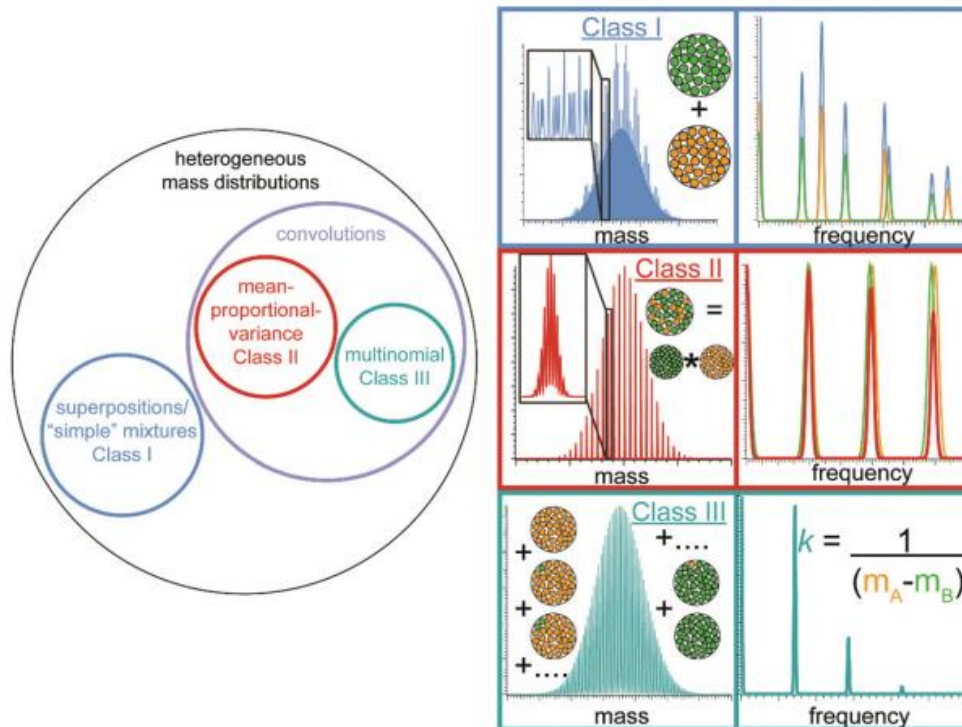 heterogeneous
mass distributions
convolutions
mean-
proportional-
variance
Class II
multinomial
Class III
superpositions/
"simple" mixtures
Class I
Class I
+
mass
frequency
Class II
=
*
mass
frequency
Class III
+
+
+....
+....
+
mass
k = 1
(mA-mB)
frequency